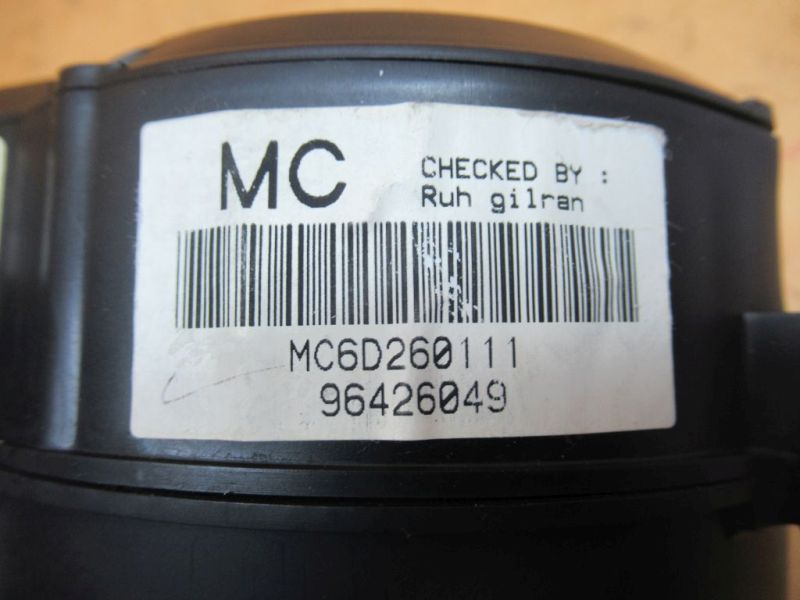 MC
CHECKED BY :
Ruh gilran
MC6D260111
96426049